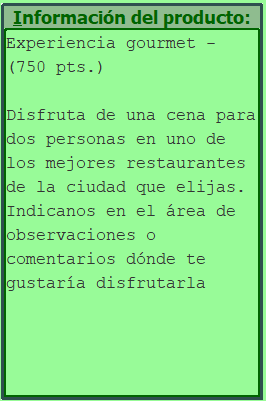 Información del producto:
Experiencia gourmet -
(750 pts.)
Disfruta de una cena para
dos personas en uno de
los mejores restaurantes
de la ciudad que elijas.
Indicanos en el área de
observaciones o
comentarios dónde te
gustaría disfrutarla